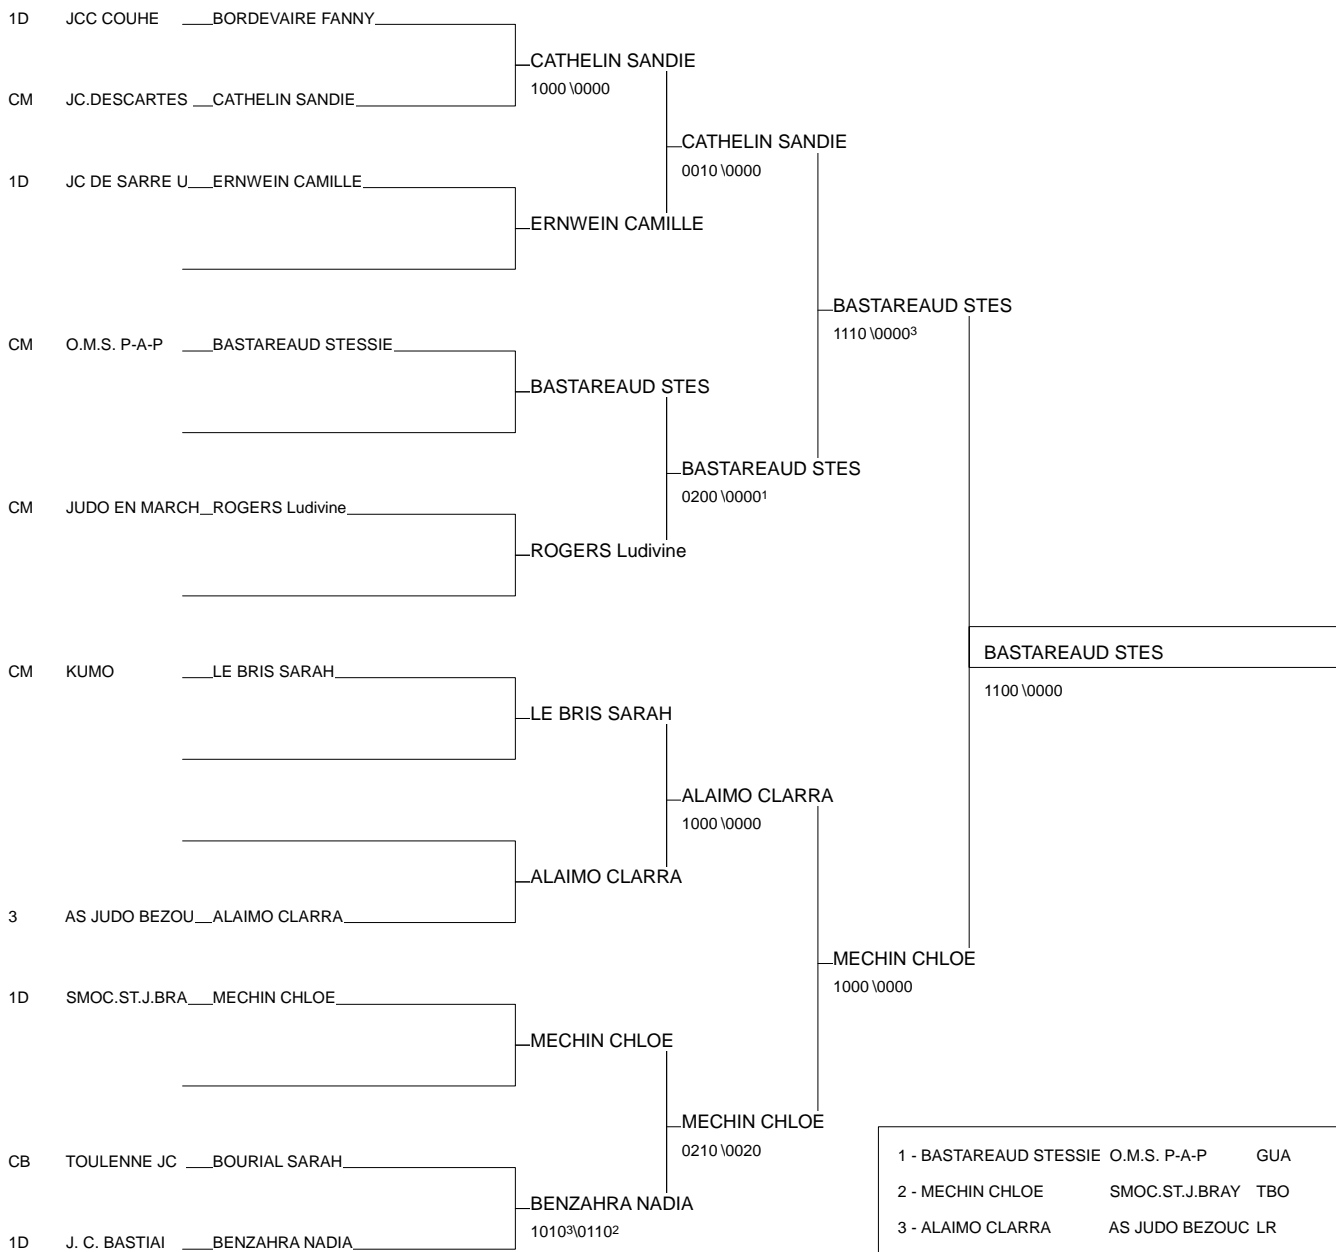 1D JCC COUHE BORDEVAIRE FANNY
CATHELIN SANDIE
1000 \0000
CM JC.DESCARTES CATHELIN SANDIE
CATHELIN SANDIE
0010 \0000
1D JC DE SARRE U ERNWEIN CAMILLE
ERNWEIN CAMILLE
BASTAREAUD STES
1110 \0000³
CM O.M.S. P-A-P BASTAREAUD STESSIE
BASTAREAUD STES
BASTAREAUD STES
0200 \0000¹
CM JUDO EN MARCH ROGERS Ludivine
ROGERS Ludivine
BASTAREAUD STES
1100 \0000
CM KUMO LE BRIS SARAH
LE BRIS SARAH
ALAIMO CLARRA
1000 \0000
ALAIMO CLARRA
3 AS JUDO BEZOU ALAIMO CLARRA
MECHIN CHLOE
1000 \0000
1D SMOC.ST.J.BRA MECHIN CHLOE
MECHIN CHLOE
MECHIN CHLOE
0210 \0020
CB TOULENNE JC BOURIAL SARAH
BENZAHRA NADIA
1010³\0110²
1D J. C. BASTIAI BENZAHRA NADIA
1 - BASTAREAUD STESSIE O.M.S. P-A-P GUA
2 - MECHIN CHLOE SMOC.ST.J.BRAY TBO
3 - ALAIMO CLARRA AS JUDO BEZOUC LR